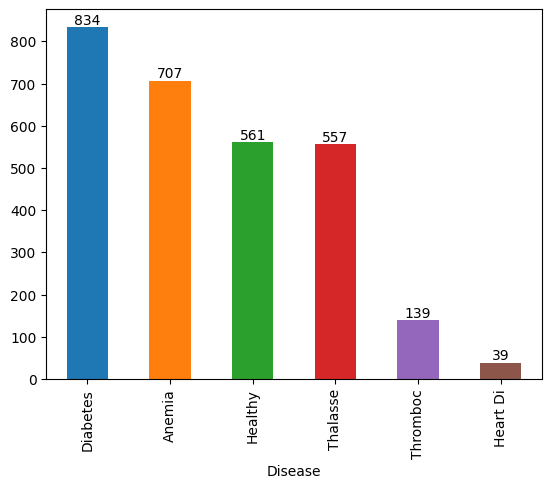 834
707
561
557
139
39
800
700
600
500
400
300
200
100
0
Diabetes
Anemia
Healthy
Thalasse
Thromboc
Heart Di
Disease